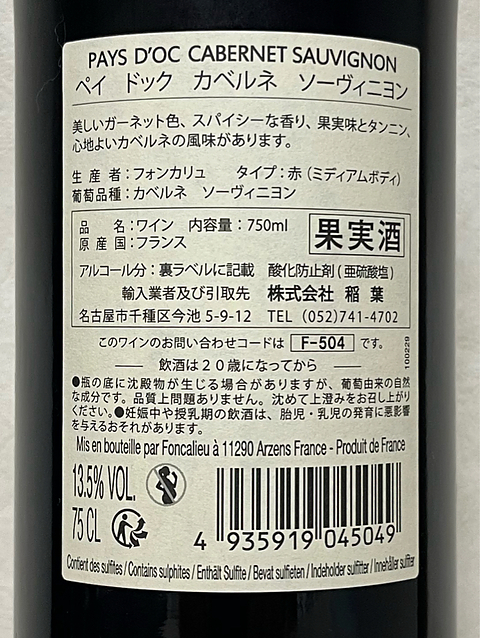 PAYS D'OC CABERNET SAUVIGNON
ペイ ドック カベルネ ソーヴィニヨン
美しいガーネット色、スパイシーな香り、果実味とタンニン、
心地よいカベルネの風味があります。
生産者：フォンカリュ タイプ：赤（ミディアムボディ）
葡萄品種：カベルネ ソーヴィニヨン
品名：ワイン 内容量：750ml
原産国：フランス
果実酒
アルコール分：裏ラベルに記載 酸化防止剤（亜硫酸塩）
輸入業者及び引取先 株式会社 稲葉
名古屋市千種区今池 5-9-12 TEL (052)741-4702
このワインのお問い合わせコードは F-504 です。
100229
飲酒は２０歳になってから
●瓶の底に沈殿物が生じる場合がありますが、葡萄由来の自然
な成分です。品質上問題ありません。沈めて上澄みをお召し上がり
ください。●妊娠中や授乳期の飲酒は、胎児・乳児の発育に悪影響
を与えるおそれがあります。
Mis en bouteille par Foncalieu à 11290 Arzens France - Produit de France
13.5% VOL.
75 CL
4 935919 045049
Contient des sulfites / Contains sulphites / Enthält Sulfite / Bevat sulfieten / Indeholder sulfitter / Innehåller sulfiter